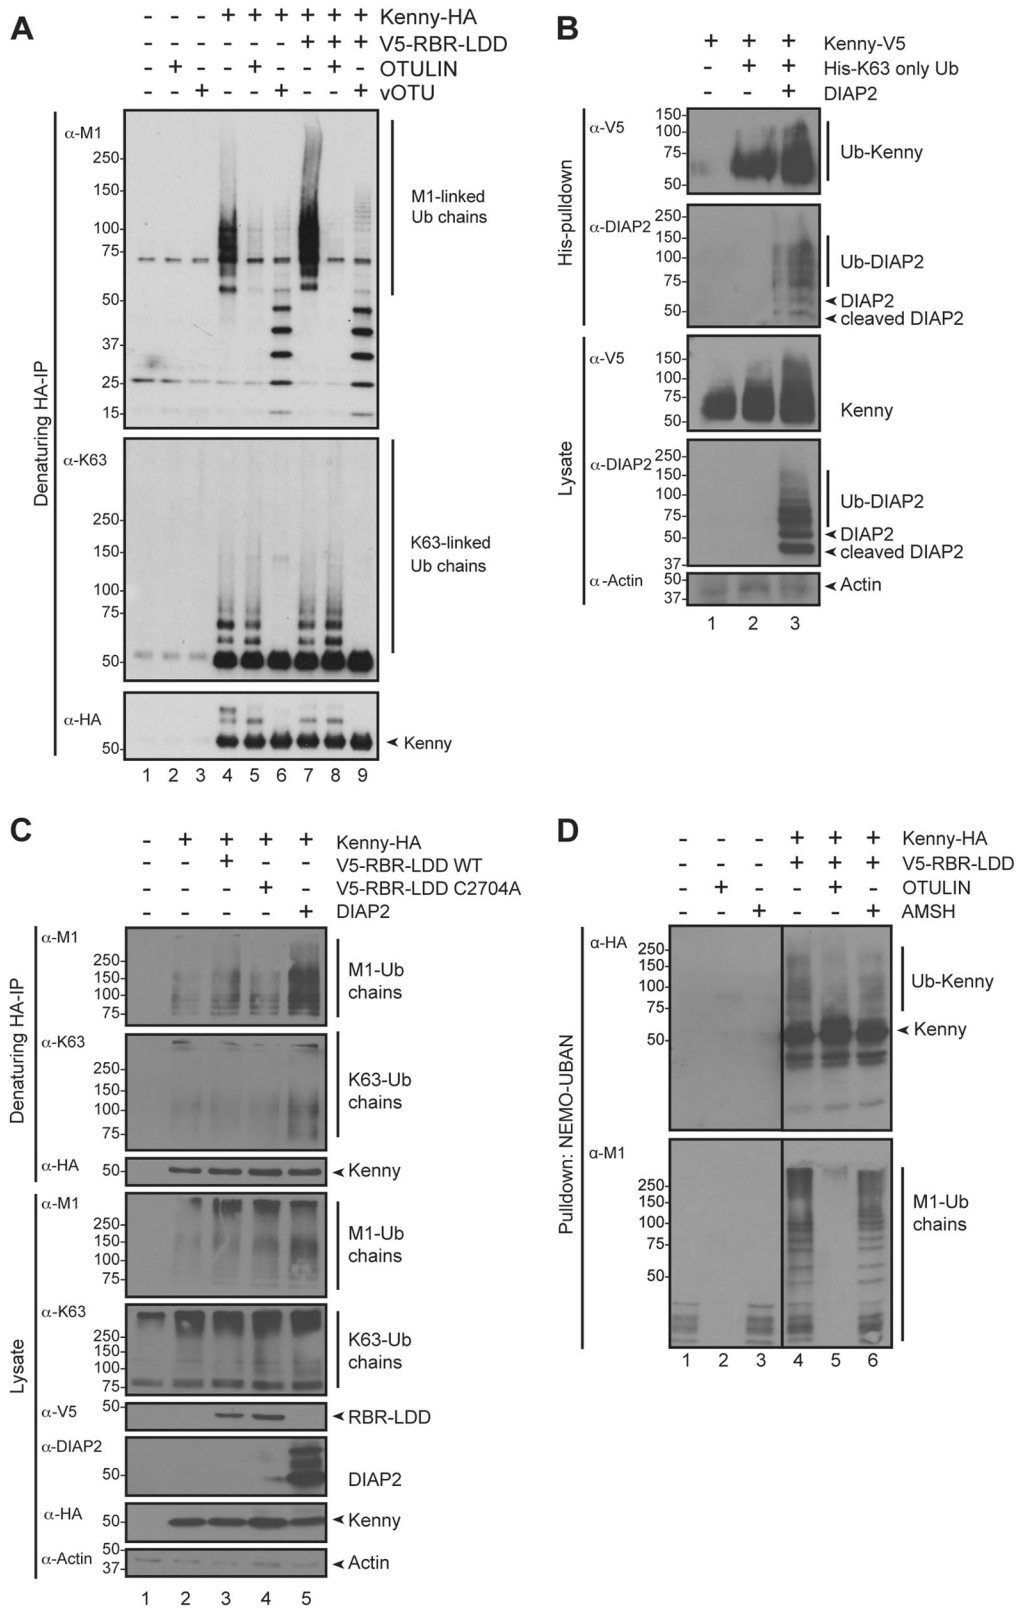 A
- - - + + + + + + Kenny-HA
- - - - - - + + + V5-RBR-LDD
- + - - + - - + - OTULIN
- - + - - + - - + vOTU
Denaturing HA-IP
α-M1
250
150
100
75
50
37
25
15
M1-linked
Ub chains
α-K63
250
150
100
75
50
K63-linked
Ub chains
α-HA
50
Kenny
1 2 3 4 5 6 7 8 9
B
+ + + Kenny-V5
- + + His-K63 only Ub
- - + DIAP2
His-pulldown
α-V5
150
100
75
50
Ub-Kenny
α-DIAP2
250
150
100
75
50
Ub-DIAP2
DIAP2
cleaved DIAP2
Lysate
α-V5
150
100
75
50
Kenny
α-DIAP2
250
150
100
75
50
37
Ub-DIAP2
DIAP2
cleaved DIAP2
α-Actin
50
37
Actin
1 2 3
C
- + + + + Kenny-HA
- - + - - V5-RBR-LDD WT
- - - + - V5-RBR-LDD C2704A
- - - - + DIAP2
Denaturing HA-IP
α-M1
250
150
100
75
M1-Ub
chains
α-K63
250
150
100
75
K63-Ub
chains
α-HA
50
Kenny
Lysate
α-M1
250
150
100
75
M1-Ub
chains
α-K63
250
150
100
75
K63-Ub
chains
α-V5
50
RBR-LDD
α-DIAP2
50
DIAP2
α-HA
50
Kenny
α-Actin
50
37
Actin
1 2 3 4 5
D
- - - + + + Kenny-HA
- - - + + + V5-RBR-LDD
- + - - + - OTULIN
- - + - - + AMSH
Pulldown: NEMO-UBAN
α-HA
250
150
100
75
50
Ub-Kenny
Kenny
α-M1
250
150
100
75
50
M1-Ub
chains
1 2 3 4 5 6